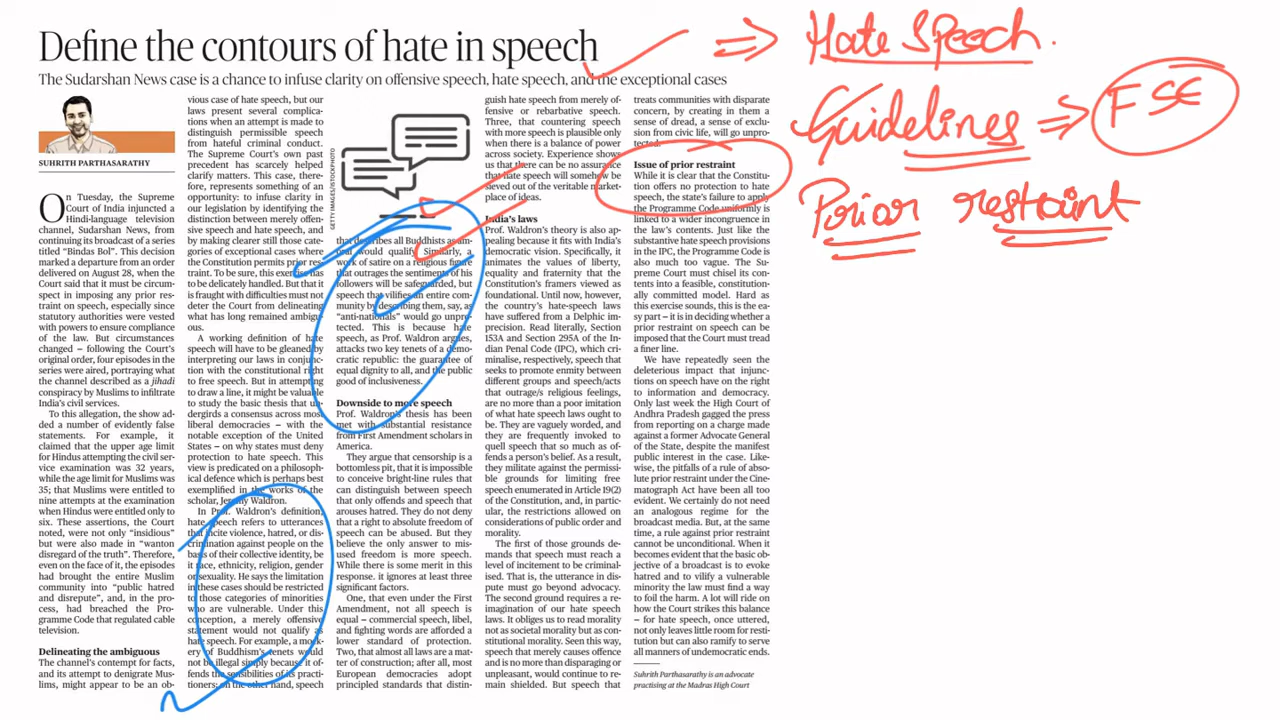 Define the contours of hate in speech
The Sudarshan News case is a chance to infuse clarity on offensive speech, hate speech, and the exceptional cases
SUHRITH PARTHASARATHY
On Tuesday, the Supreme
Court of India injuncted a
Hindi-language television
channel, Sudarshan News, from
continuing its broadcast of a series
titled "Bindas Bol". This decision
marked a departure from an order
delivered on August 28, when the
Court said that it must be circum-
spect in imposing any prior res-
traint on speech, especially since
statutory authorities were vested
with powers to ensure compliance
of the law. But circumstances
changed – following the Court's
original order, four episodes in the
series were aired, portraying what
the channel described as a jihadi
conspiracy by Muslims to infiltrate
India's civil services.
To this allegation, the show ad-
ded a number of evidently false
statements. For example, it
claimed that the upper age limit
for Hindus attempting the civil ser-
vice examination was 32 years,
while the age limit for Muslims was
35; that Muslims were entitled to
nine attempts at the examination
when Hindus were entitled only to
six. These assertions, the Court
noted, were not only "insidious"
but were also made in "wanton
disregard of the truth". Therefore,
even on the face of it, the episodes
had brought the entire Muslim
community into "public hatred
and disrepute", and, in the pro-
cess, had breached the Pro-
gramme Code that regulated cable
television.
Delineating the ambiguous
The channel's contempt for facts,
and its attempt to denigrate Mus-
lims, might appear to be an ob-
vious case of hate speech, but our
laws present several complica-
tions when an attempt is made to
distinguish permissible speech
from hateful criminal conduct.
The Supreme Court's own past
precedent has scarcely helped
clarify matters. This case, there-
fore, represents something of an
opportunity: to infuse clarity in
our legislation by identifying the
distinction between merely offen-
sive speech and hate speech, and
by making clearer still those cate-
gories of exceptional cases where
the Constitution permits prior res-
traint. To be sure, this exercise has
to be delicately handled. But that it
is fraught with difficulties must not
deter the Court from delineating
what has long remained ambigu-
ous.
A working definition of hate
speech will have to be gleaned by
interpreting our laws in conjunc-
tion with the constitutional right
to free speech. But in attempting
to draw a line, it might be valuable
to study the basic thesis that un-
dergirds a consensus across most
liberal democracies – with the
notable exception of the United
States – on why states must deny
protection to hate speech. This
view is predicated on a philosoph-
ical defence which is perhaps best
exemplified in the works of the
scholar, Jeremy Waldron.
In Prof. Waldron's definition,
hate speech refers to utterances
that incite violence, hatred, or dis-
crimination against people on the
basis of their collective identity, be
it race, ethnicity, religion, gender
or sexuality. He says the limitation
in these cases should be restricted
to those categories of minorities
who are vulnerable. Under this
conception, a merely offensive
statement would not qualify as
hate speech. For example, a mock-
ery of Buddhism's tenets would
not be illegal simply because it of-
fends the sensibilities of its practi-
tioners; on the other hand, speech
GETTY IMAGES/ISTOCKPHOTO
that describes all Buddhists as am-
oral would qualify. Similarly, a
work of satire on a religious figure
that outrages the sentiments of his
followers will be safeguarded, but
speech that vilifies an entire com-
munity by describing them, say, as
"anti-nationals" would go unpro-
tected. This is because hate
speech, as Prof. Waldron argues,
attacks two key tenets of a demo-
cratic republic: the guarantee of
equal dignity to all, and the public
good of inclusiveness.
Downside to more speech
Prof. Waldron's thesis has been
met with substantial resistance
from First Amendment scholars in
America.
They argue that censorship is a
bottomless pit, that it is impossible
to conceive bright-line rules that
can distinguish between speech
that only offends and speech that
arouses hatred. They do not deny
that a right to absolute freedom of
speech can be abused. But they
believe the only answer to mis-
used freedom is more speech.
While there is some merit in this
response. it ignores at least three
significant factors.
One, that even under the First
Amendment, not all speech is
equal – commercial speech, libel,
and fighting words are afforded a
lower standard of protection.
Two, that almost all laws are a mat-
ter of construction; after all, most
European democracies adopt
principled standards that distin-
guish hate speech from merely of-
fensive or rebarbative speech.
Three, that countering speech
with more speech is plausible only
when there is a balance of power
across society. Experience shows
us that there can be no assurance
that hate speech will somehow be
sieved out of the veritable market-
place of ideas.
India's laws
Prof. Waldron's theory is also ap-
pealing because it fits with India's
democratic vision. Specifically, it
animates the values of liberty,
equality and fraternity that the
Constitution's framers viewed as
foundational. Until now, however,
the country's hate-speech laws
have suffered from a Delphic im-
precision. Read literally, Section
153A and Section 295A of the In-
dian Penal Code (IPC), which cri-
minalise, respectively, speech that
seeks to promote enmity between
different groups and speech/acts
that outrage/s religious feelings,
are no more than a poor imitation
of what hate speech laws ought to
be. They are vaguely worded, and
they are frequently invoked to
quell speech that so much as of-
fends a person's belief. As a result,
they militate against the permissi-
ble grounds for limiting free
speech enumerated in Article 19(2)
of the Constitution, and, in partic-
ular, the restrictions allowed on
considerations of public order and
morality.
The first of those grounds de-
mands that speech must reach a
level of incitement to be criminal-
ised. That is, the utterance in dis-
pute must go beyond advocacy.
The second ground requires a re-
imagination of our hate speech
laws. It obliges us to read morality
not as societal morality but as con-
stitutional morality. Seen this way,
speech that merely causes offence
and is no more than disparaging or
unpleasant, would continue to re-
main shielded. But speech that
treats communities with disparate
concern, by creating in them a
sense of dread, a sense of exclu-
sion from civic life, will go unpro-
tected.
Issue of prior restraint
While it is clear that the Constitu-
tion offers no protection to hate
speech, the state's failure to apply
the Programme Code uniformly is
linked to a wider incongruence in
the law's contents. Just like the
substantive hate speech provisions
in the IPC, the Programme Code is
also much too vague. The Su-
preme Court must chisel its con-
tents into a feasible, constitution-
ally committed model. Hard as
this exercise sounds, this is the ea-
sy part – it is in deciding whether a
prior restraint on speech can be
imposed that the Court must tread
a finer line.
We have repeatedly seen the
deleterious impact that injunc-
tions on speech have on the right
to information and democracy.
Only last week the High Court of
Andhra Pradesh gagged the press
from reporting on a charge made
against a former Advocate General
of the State, despite the manifest
public interest in the case. Like-
wise, the pitfalls of a rule of abso-
lute prior restraint under the Cine-
matograph Act have been all too
evident. We certainly do not need
an analogous regime for the
broadcast media. But, at the same
time, a rule against prior restraint
cannot be unconditional. When it
becomes evident that the basic ob-
jective of a broadcast is to evoke
hatred and to vilify a vulnerable
minority the law must find a way
to foil the harm. A lot will ride on
how the Court strikes this balance
– for hate speech, once uttered,
not only leaves little room for resti-
tution but can also ramify to serve
all manners of undemocratic ends.
Suhrith Parthasarathy is an advocate
practising at the Madras High Court
⇒ Hate Speech.
Guidelines ⇒ FSE
Prior restraint